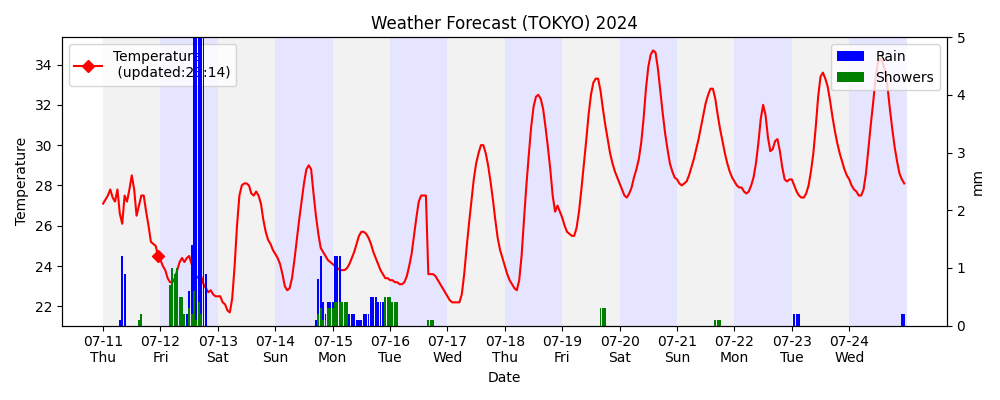 Weather Forecast (TOKYO) 2024
Temperature
(updated:23:14)
Rain
Showers
34
32
30
28
26
24
22
5
4
3
2
1
0
Temperature
mm
07-11 07-12 07-13 07-14 07-15 07-16 07-17 07-18 07-19 07-20 07-21 07-22 07-23 07-24
Thu Fri Sat Sun Mon Tue Wed Thu Fri Sat Sun Mon Tue Wed
Date